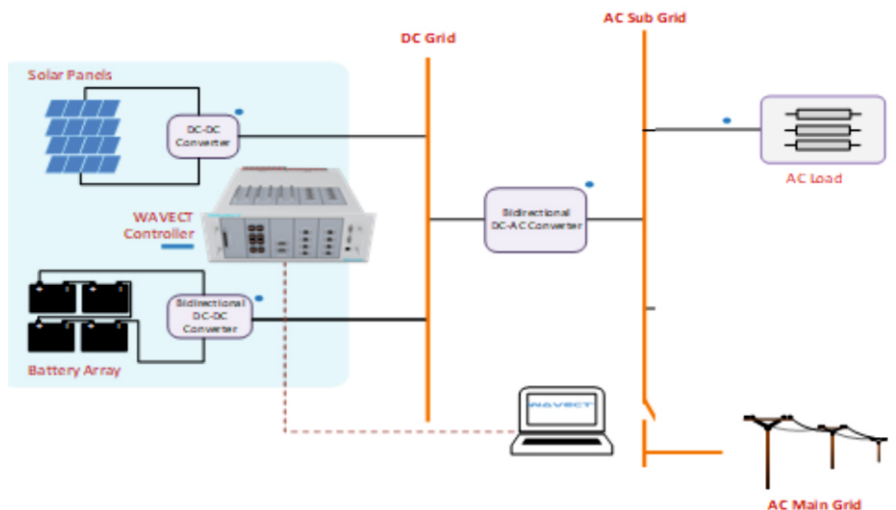 AC Sub Grid
DC Grid
Solar Panels
DC-DC
Converter
AC Load
WAVECT
Controller
Bidirectional
DC-AC Converter
Bidirectional
DC-DC
Converter
Battery Array
WAVECT
AC Main Grid